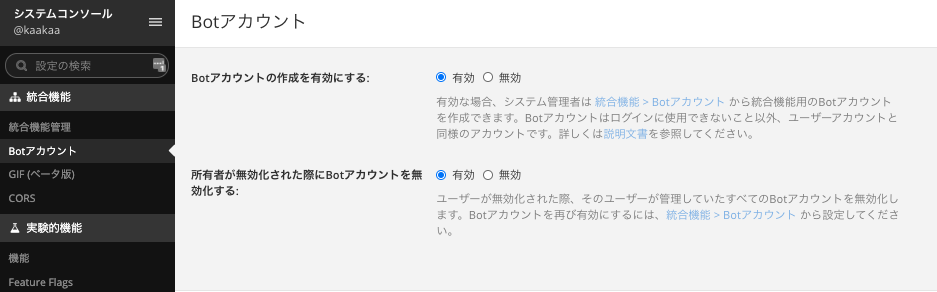 システムコンソール
@kaakaa
設定の検索
統合機能
統合機能管理
Botアカウント
GIF (ベータ版)
CORS
実験的機能
機能
Feature Flags
Botアカウント
Botアカウントの作成を有効にする:
有効 無効
有効な場合、システム管理者は 統合機能 > Botアカウント から統合機能用のBotアカウント
を作成できます。Botアカウントはログインに使用できないこと以外、ユーザーアカウントと
同様のアカウントです。詳しくは説明文書を参照してください。
所有者が無効化された際にBotアカウントを無
効化する:
有効 無効
ユーザーが無効化された際、そのユーザーが管理していたすべてのBotアカウントを無効化し
ます。Botアカウントを再び有効にするには、統合機能 > Botアカウント から設定してくださ
い。